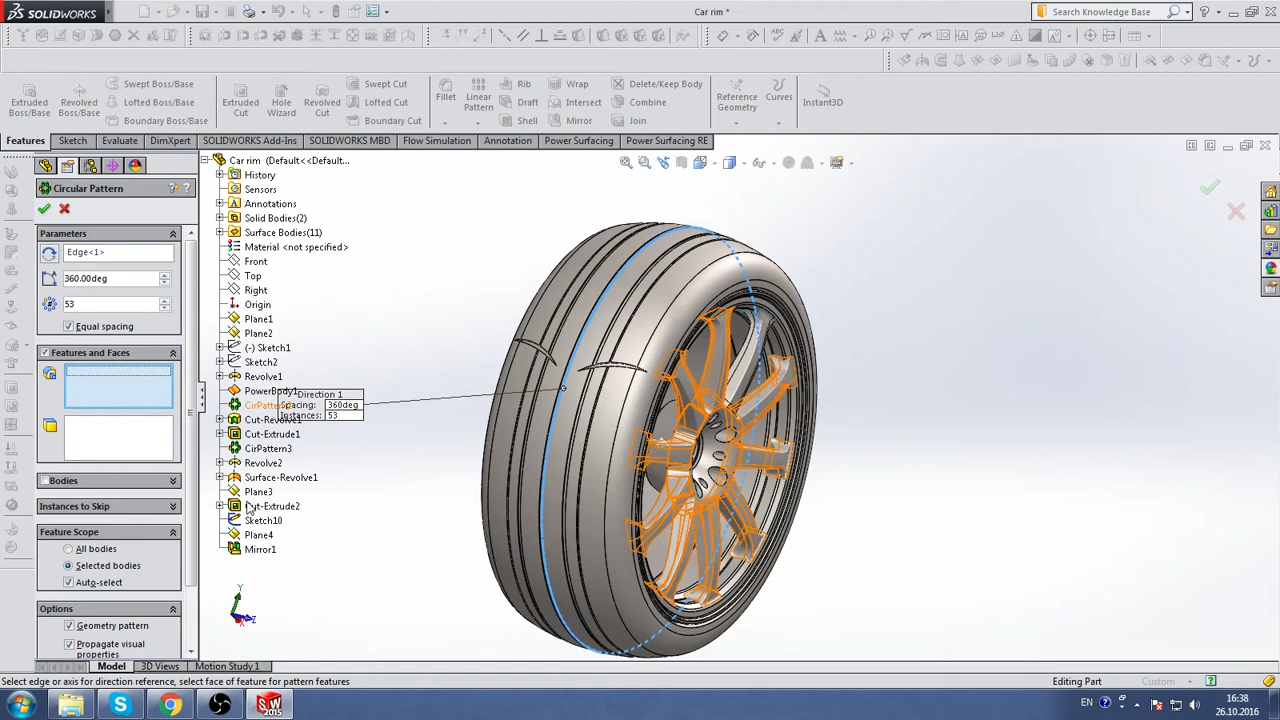 SOLIDWORKS
Car rim *
Search Knowledge Base
Extruded Boss/Base
Revolved Boss/Base
Swept Boss/Base
Lofted Boss/Base
Boundary Boss/Base
Extruded Cut
Hole Wizard
Revolved Cut
Swept Cut
Lofted Cut
Boundary Cut
Fillet
Linear Pattern
Rib
Draft
Shell
Wrap
Intersect
Mirror
Delete/Keep Body
Combine
Join
Reference Geometry
Curves
Instant3D
Features
Sketch
Evaluate
DimXpert
SOLIDWORKS Add-Ins
SOLIDWORKS MBD
Flow Simulation
Annotation
Power Surfacing
Power Surfacing RE
Circular Pattern
Parameters
Edge<1>
360.00deg
53
Equal spacing
Features and Faces
Bodies
Instances to Skip
Feature Scope
All bodies
Selected bodies
Auto-select
Options
Geometry pattern
Propagate visual properties
Car rim (Default<<Default...
History
Sensors
Annotations
Solid Bodies(2)
Surface Bodies(11)
Material <not specified>
Front
Top
Right
Origin
Plane1
Plane2
(-) Sketch1
Sketch2
Revolve1
PowerBody1
Cut-Extrude1
CirPattern3
Revolve2
Surface-Revolve1
Plane3
Cut-Extrude2
Sketch10
Plane4
Mirror1
Direction 1
Spacing: 360deg
Instances: 53
Y
Z
Model
3D Views
Motion Study 1
Select edge or axis for direction reference, select face of feature for pattern features
Editing Part
Custom
EN
16:38
26.10.2016